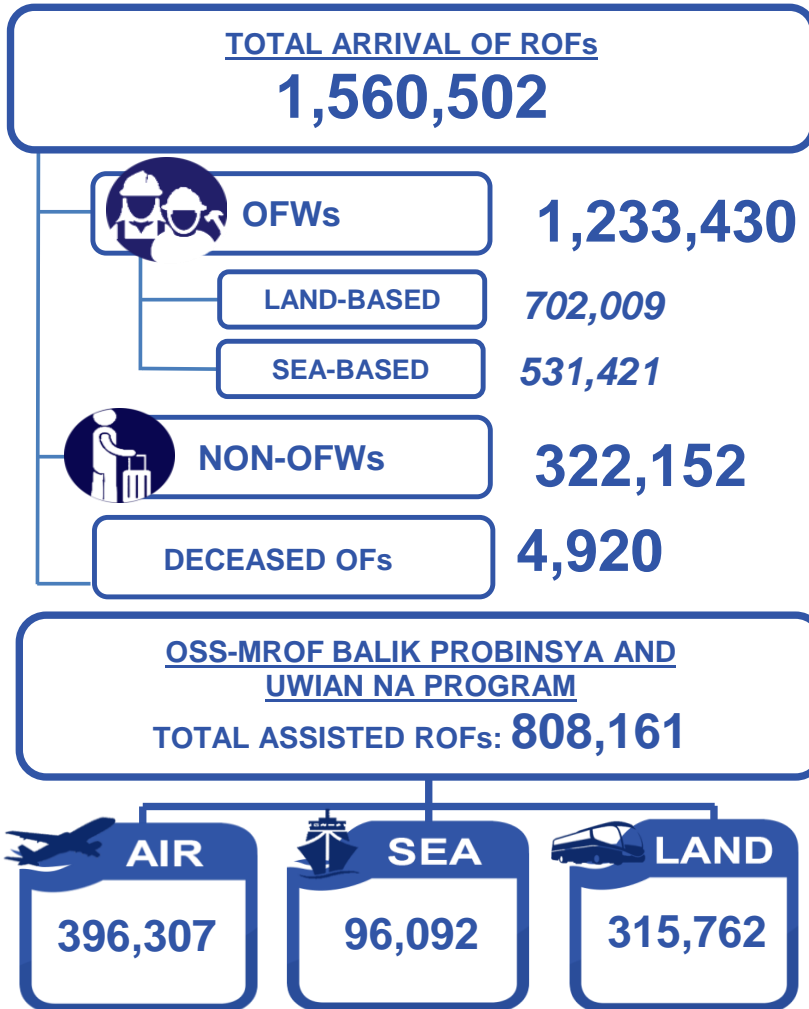 TOTAL ARRIVAL OF ROFs
1,560,502
OFWs
1,233,430
LAND-BASED
702,009
SEA-BASED
531,421
NON-OFWs
322,152
DECEASED OFs
4,920
OSS-MROF BALIK PROBINSYA AND
UWIAN NA PROGRAM
TOTAL ASSISTED ROFs: 808,161
AIR
396,307
SEA
96,092
LAND
315,762